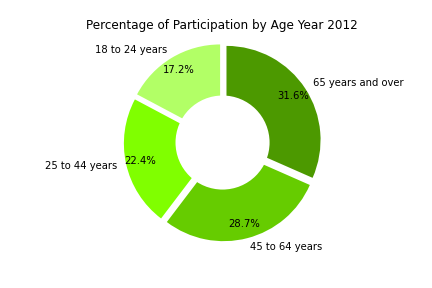 Percentage of Participation by Age Year 2012
18 to 24 years
17.2%
65 years and over
31.6%
25 to 44 years
22.4%
28.7%
45 to 64 years